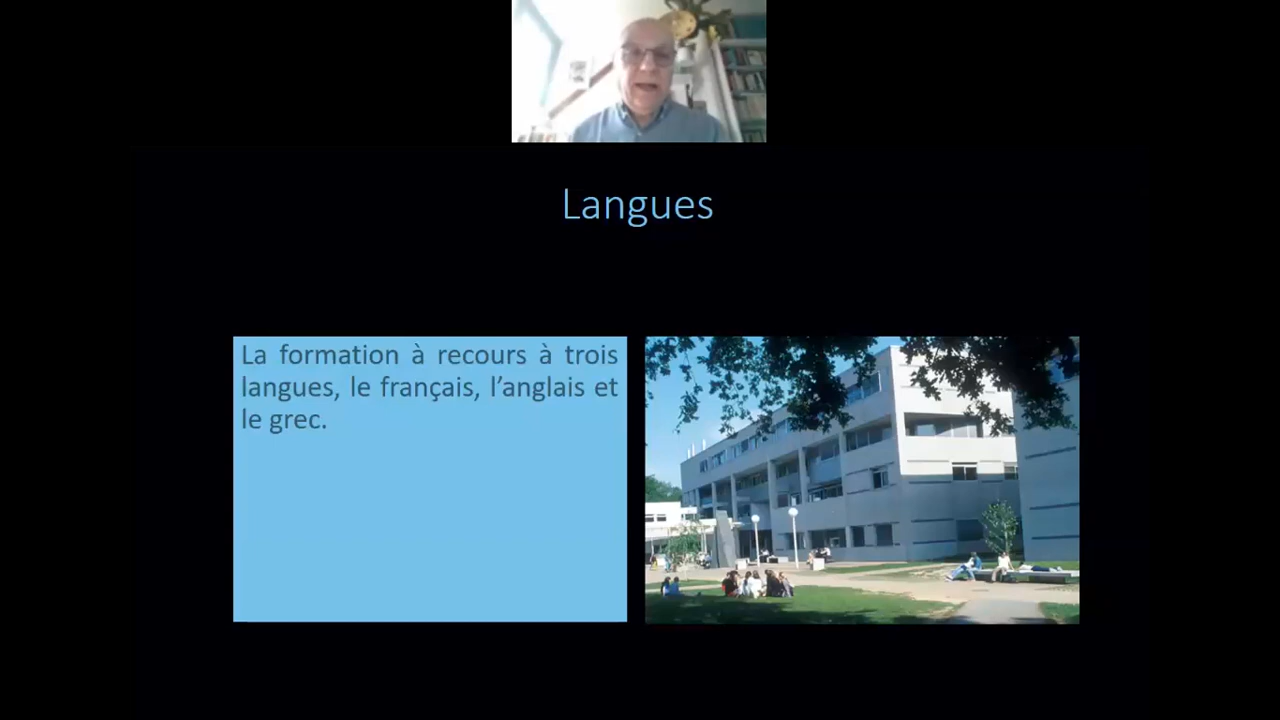 Langues
La formation à recours à trois
langues, le français, l’anglais et
le grec.